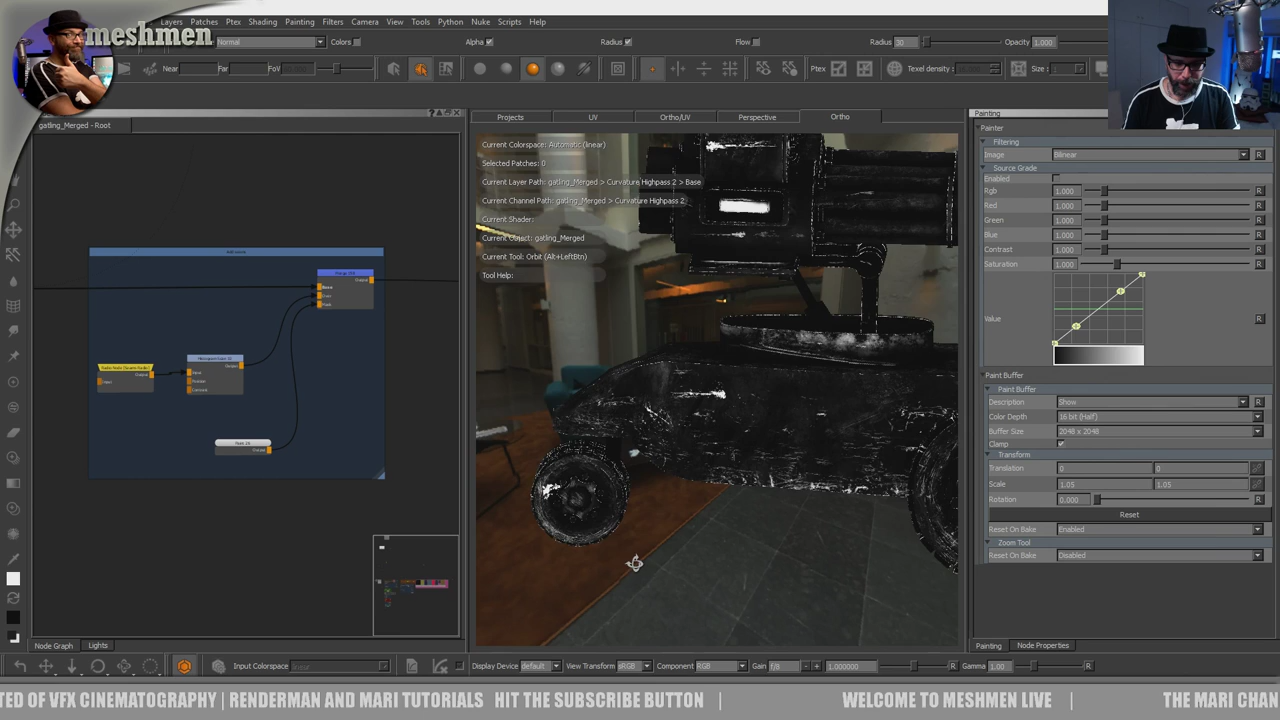 Layers Patches Ptex Shading Painting Filters Camera View Tools Python Nuke Scripts Help
meshmen
Normal Colors Alpha Radius Flow Radius 30 Opacity 1.000
Near Far FoV Ptex Texel density: Size : 1
gatling_Merged - Root
Projects UV Ortho/UV Perspective Ortho
Painting
Painter
Filtering
Image Bilinear R
Source Grade
Enabled R
Rgb 1.000 R
Red 1.000 R
Green 1.000 R
Blue 1.000 R
Contrast 1.000 R
Saturation 1.000 R
Value R
Paint Buffer
Paint Buffer
Description Show R
Color Depth 16 bit (Half)
Buffer Size 2048 x 2048
Clamp
Transform
Translation 0 0
Scale 1.05 1.05
Rotation 0.000
Reset
Reset On Bake Enabled
Zoom Tool
Reset On Bake Disabled
Current Colorspace: Automatic (linear)
Selected Patches: 0
Current Layer Path: gatling_Merged > Curvature Highpass 2 > Base
Current Channel Path: gatling_Merged > Curvature Highpass 2
Current Shader:
Current Object: gatling_Merged
Current Tool: Orbit (Alt+LeftBtn)
Tool Help:
Node Graph Lights
Painting Node Properties
Input Colorspace linear
Display Device default View Transform sRGB Component RGB Gain f/8 - + 1.000000 R Gamma 1.00 R
TED OF VFX CINEMATOGRAPHY | RENDERMAN AND MARI TUTORIALS HIT THE SUBSCRIBE BUTTON | WELCOME TO MESHMEN LIVE | THE MARI CHAN